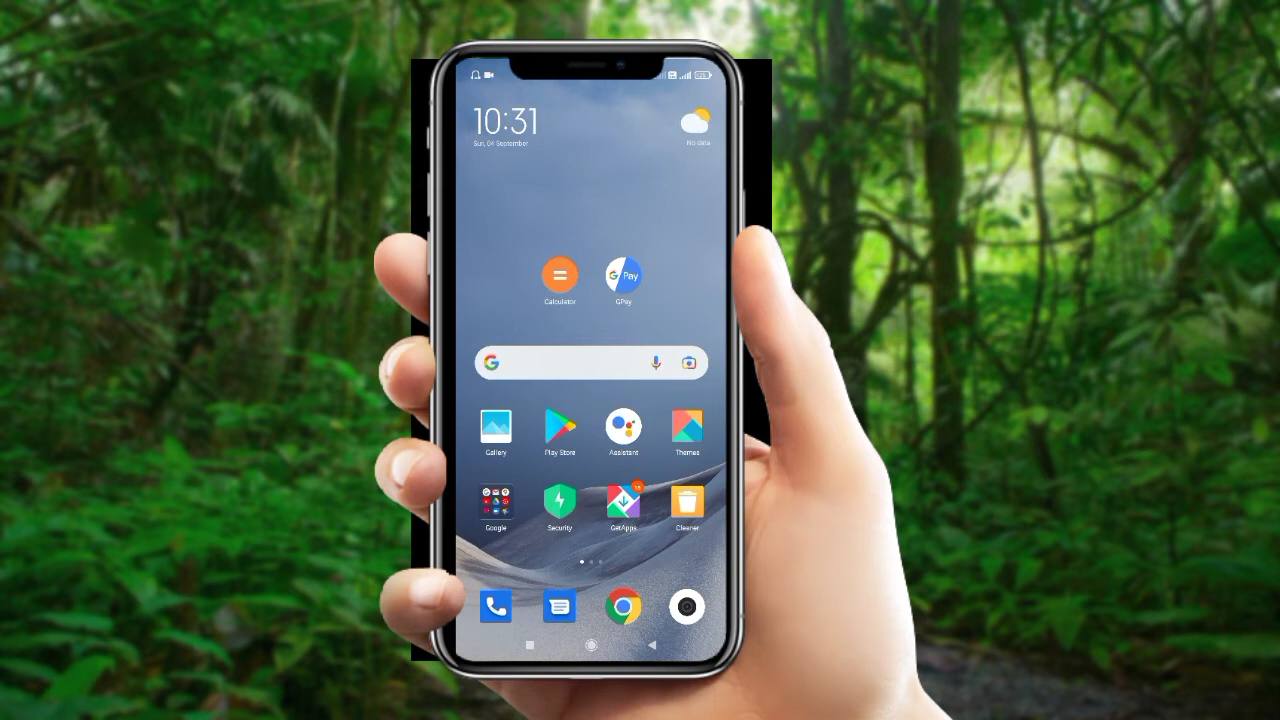 10:31
Sun, 04 September
No data
G Pay
Calculator
GPay
G
Gallery
Play Store
Assistant
Themes
Google
Security
GetApps
Cleaner